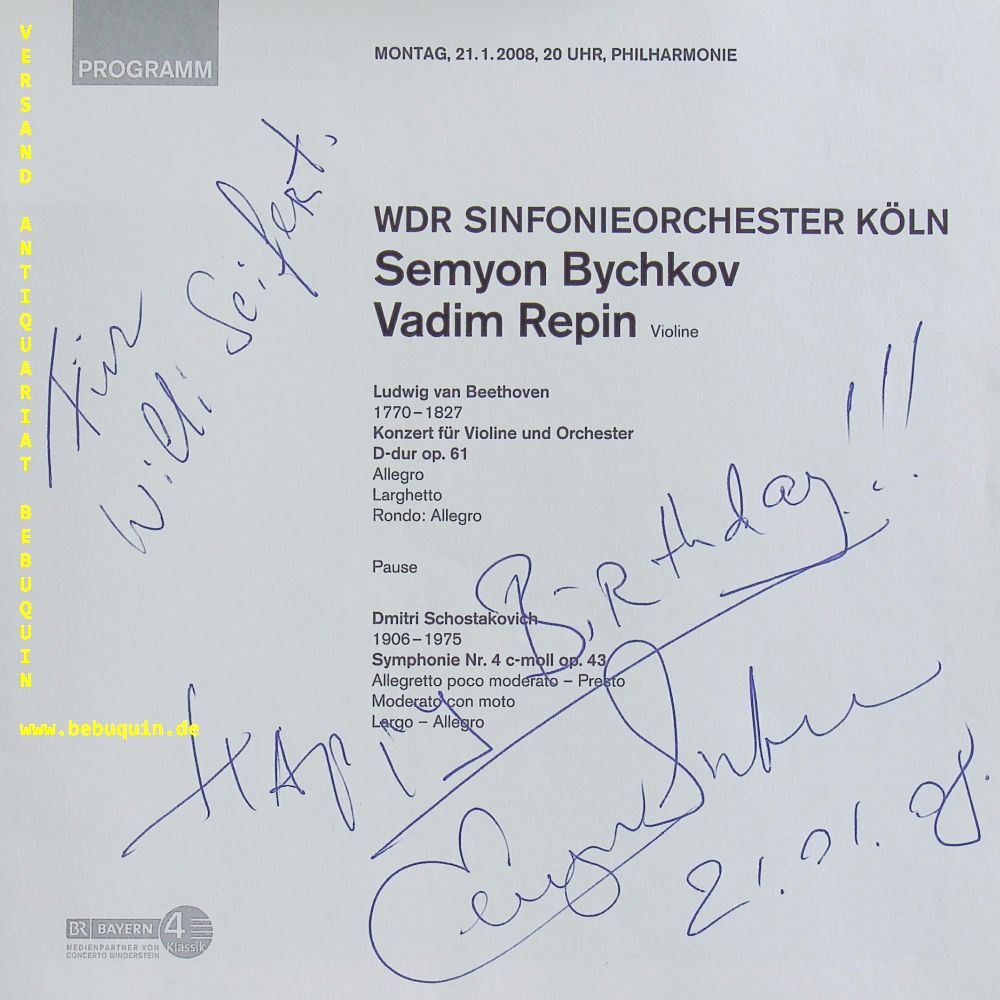 PROGRAMM
MONTAG, 21.1.2008, 20 UHR, PHILHARMONIE
WDR SINFONIEORCHESTER KÖLN
Semyon Bychkov
Vadim Repin Violine
Ludwig van Beethoven
1770–1827
Konzert für Violine und Orchester
D-dur op. 61
Allegro
Larghetto
Rondo: Allegro
Pause
Dmitri Schostakovich
1906–1975
Symphonie Nr. 4 c-moll op. 43
Allegretto poco moderato – Presto
Moderato con moto
Largo – Allegro
Für
Willi Seifert.
HAppy BiRthday!!!
21.01.08.
BR BAYERN 4 Klassik
MEDIENPARTNER VON
CONCERTO WINDERSTEIN
VERSAND ANTIQUARIAT BEBUQUIN
www.bebuquin.de